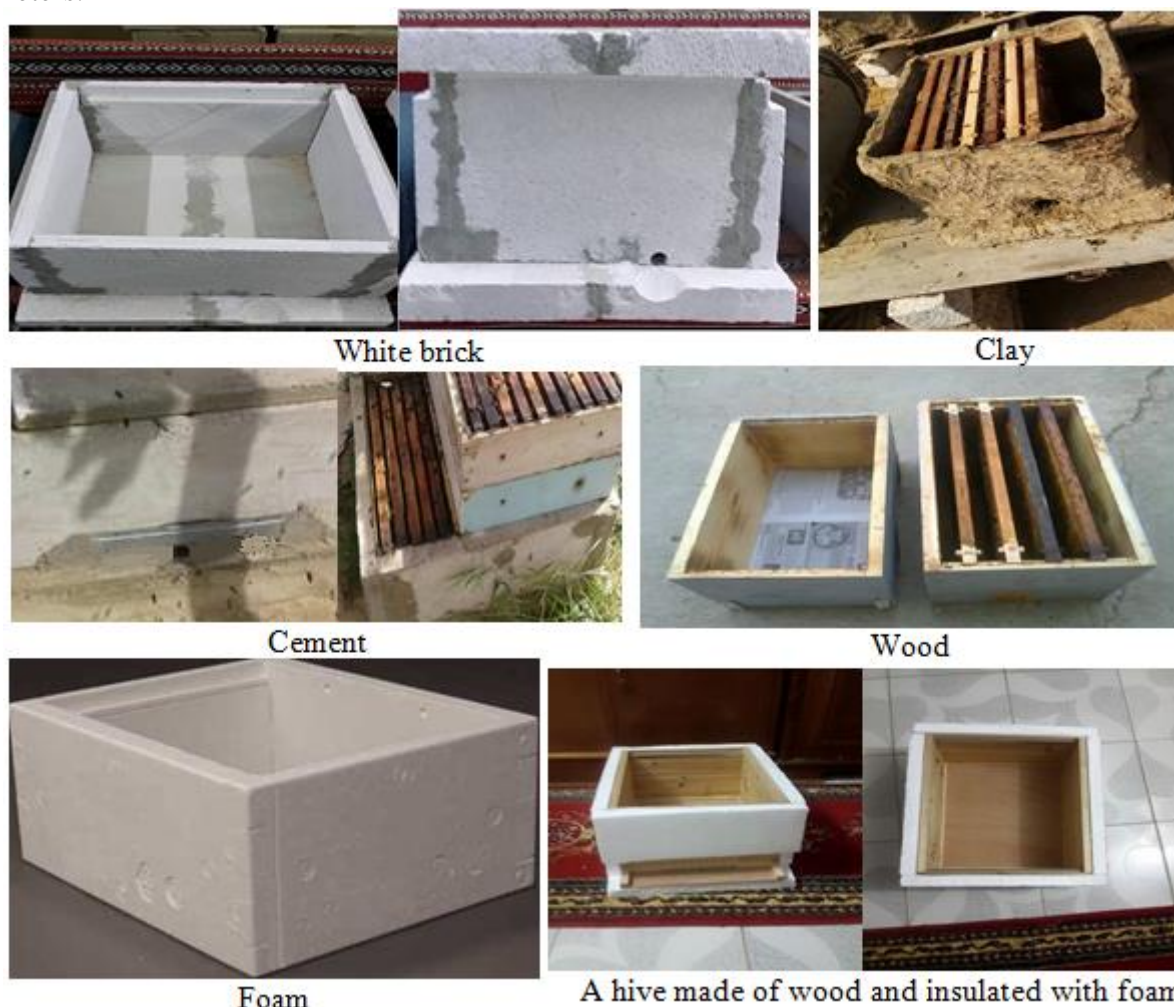 White brick
Clay
Cement
Wood
Foam
A hive made of wood and insulated with foam